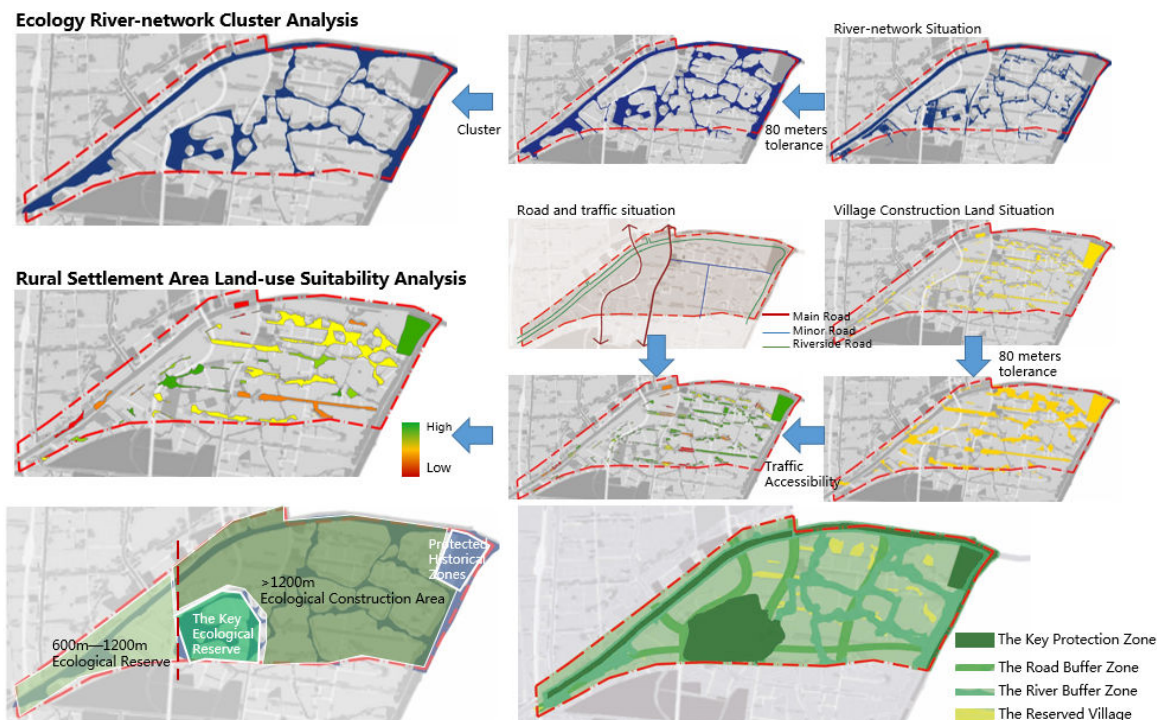 Ecology River-network Cluster Analysis
River-network Situation
Cluster
80 meters
tolerance
Road and traffic situation
Village Construction Land Situation
Rural Settlement Area Land-use Suitability Analysis
Main Road
Minor Road
Riverside Road
80 meters
tolerance
High
Low
Traffic
Accessibility
Protected
Historical
Zones
>1200m
Ecological Construction Area
The Key
Ecological
Reserve
600m—1200m
Ecological Reserve
The Key Protection Zone
The Road Buffer Zone
The River Buffer Zone
The Reserved Village